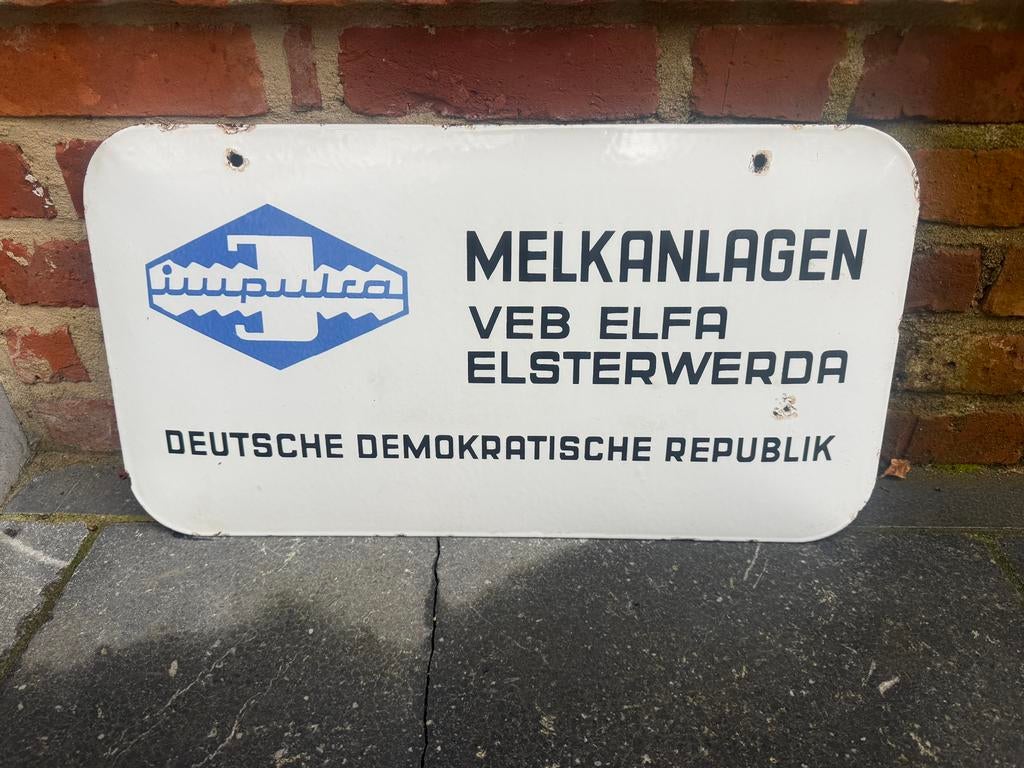 impulsa
MELKANLAGEN
VEB ELFA
ELSTERWERDA
DEUTSCHE DEMOKRATISCHE REPUBLIK